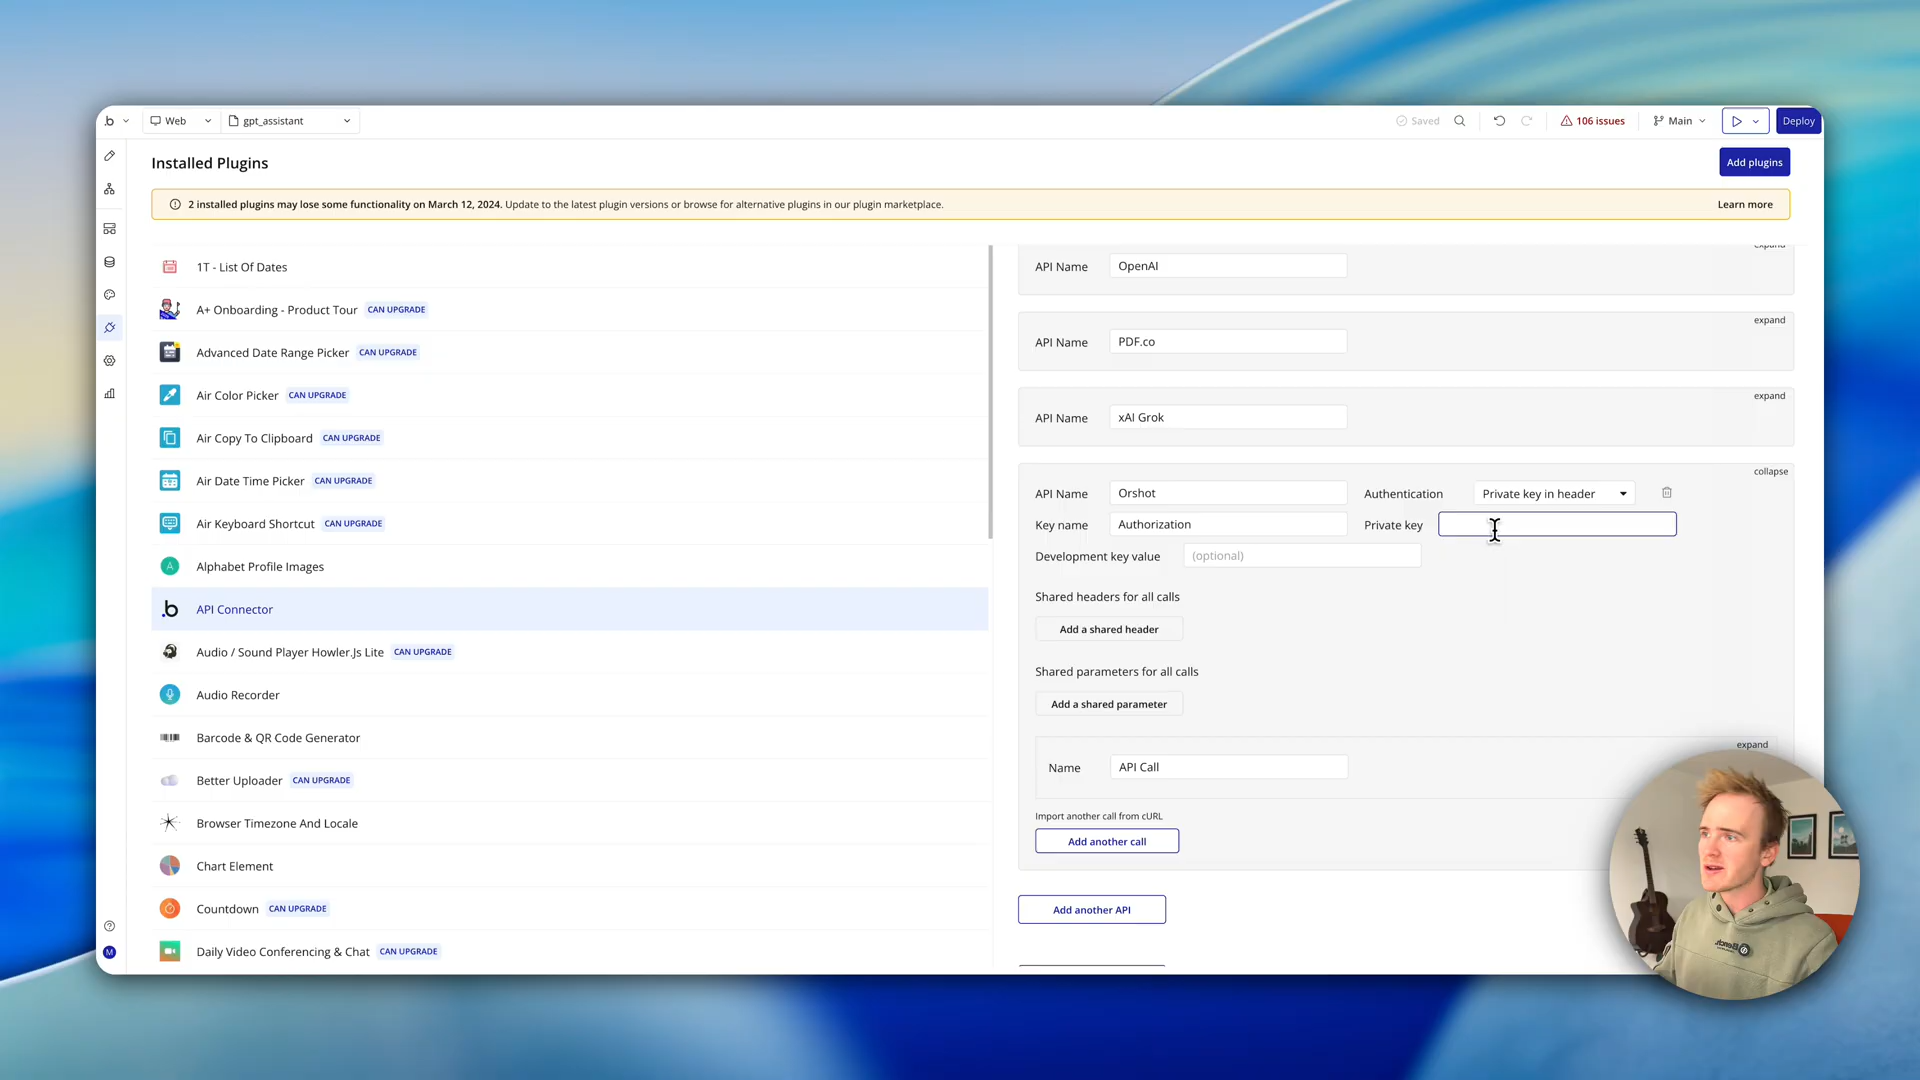 Web
gpt_assistant
Saved
106 issues
Main
Deploy
Installed Plugins
Add plugins
2 installed plugins may lose some functionality on March 12, 2024. Update to the latest plugin versions or browse for alternative plugins in our plugin marketplace.
Learn more
1T - List Of Dates
A+ Onboarding - Product Tour CAN UPGRADE
Advanced Date Range Picker CAN UPGRADE
Air Color Picker CAN UPGRADE
Air Copy To Clipboard CAN UPGRADE
Air Date Time Picker CAN UPGRADE
Air Keyboard Shortcut CAN UPGRADE
Alphabet Profile Images
API Connector
Audio / Sound Player Howler.Js Lite CAN UPGRADE
Audio Recorder
Barcode & QR Code Generator
Better Uploader CAN UPGRADE
Browser Timezone And Locale
Chart Element
Countdown CAN UPGRADE
Daily Video Conferencing & Chat CAN UPGRADE
M
expand
API Name OpenAI
expand
API Name PDF.co
expand
API Name xAI Grok
collapse
API Name Orshot Authentication Private key in header
Key name Authorization Private key
Development key value (optional)
Shared headers for all calls
Add a shared header
Shared parameters for all calls
Add a shared parameter
expand
Name API Call
Import another call from cURL
Add another call
Add another API